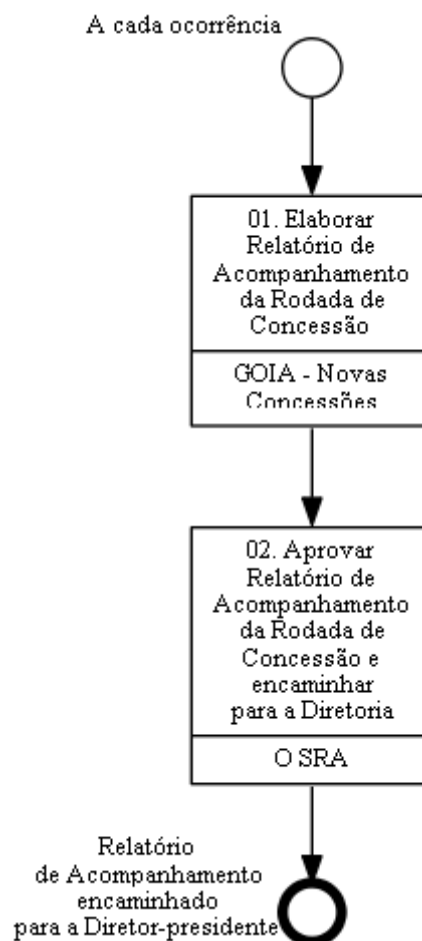 A cada ocorrência
01. Elaborar
Relatório de
Acompanhamento
da Rodada de
Concessão
GOIA - Novas
Concessões
02. Aprovar
Relatório de
Acompanhamento
da Rodada de
Concessão e
encaminhar
para a Diretoria
O SRA
Relatório
de Acompanhamento
encaminhado
para a Diretor-presidente